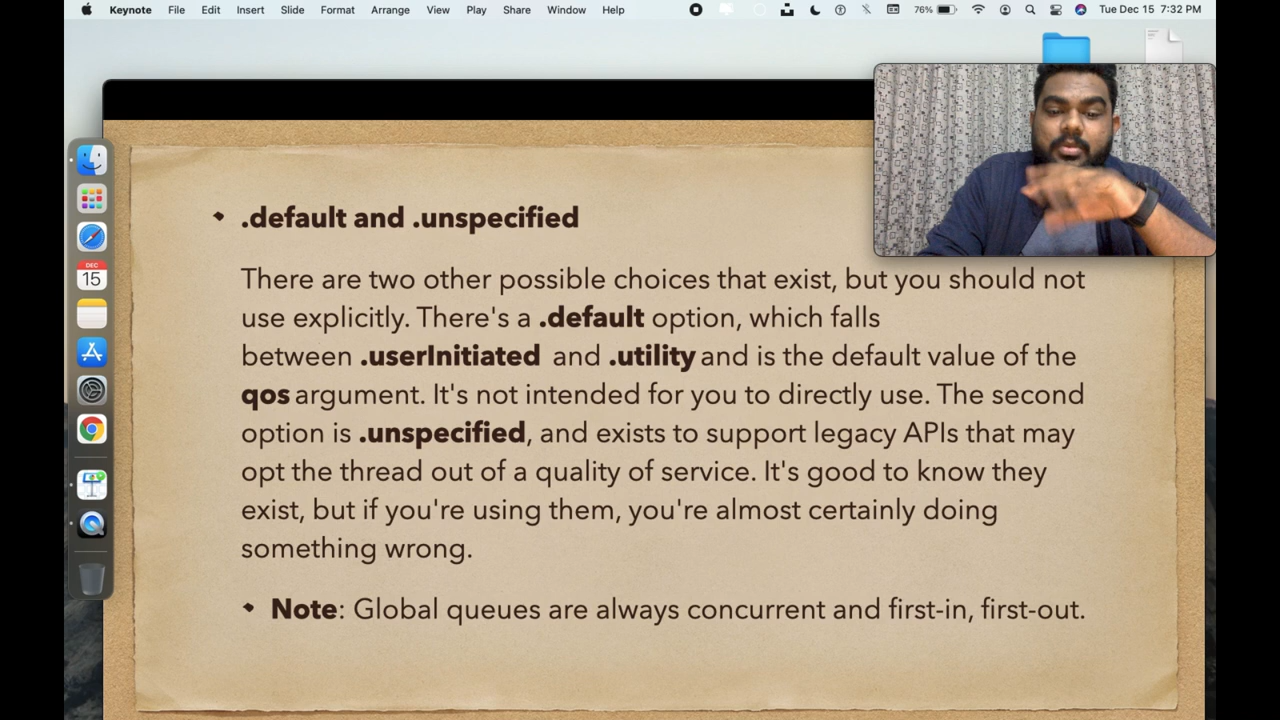 Keynote File Edit Insert Slide Format Arrange View Play Share Window Help 76% Tue Dec 15 7:32 PM
.default and .unspecified
There are two other possible choices that exist, but you should not
use explicitly. There's a .default option, which falls
between .userInitiated and .utility and is the default value of the
qos argument. It's not intended for you to directly use. The second
option is .unspecified, and exists to support legacy APIs that may
opt the thread out of a quality of service. It's good to know they
exist, but if you're using them, you're almost certainly doing
something wrong.
Note: Global queues are always concurrent and first-in, first-out.
DEC
15